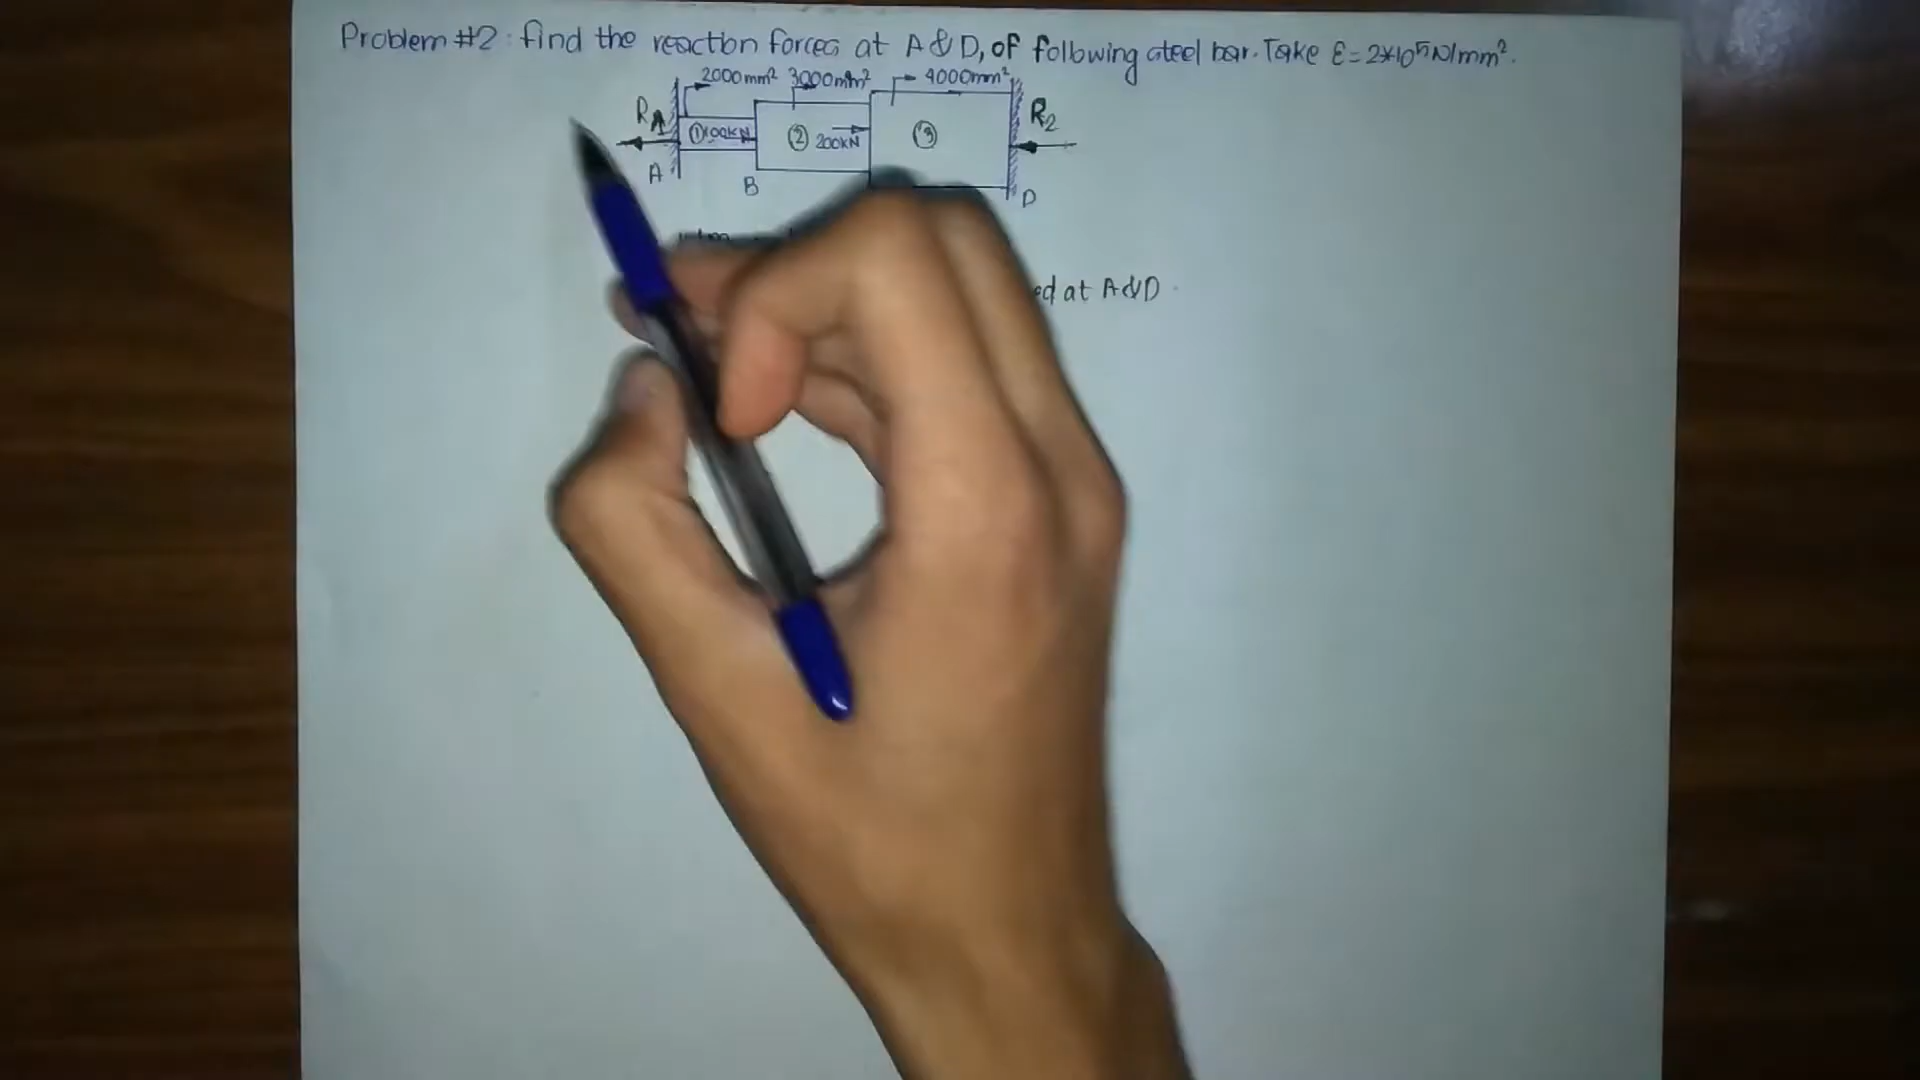 Problem #2: find the reaction forces at A & D, of following steel bar. Take E = 2*10⁵ N/mm².
2000mm² 3000mm² 4000mm²
RA ① 100KN ② 200KN ③ R2
A B D
ed at A & D